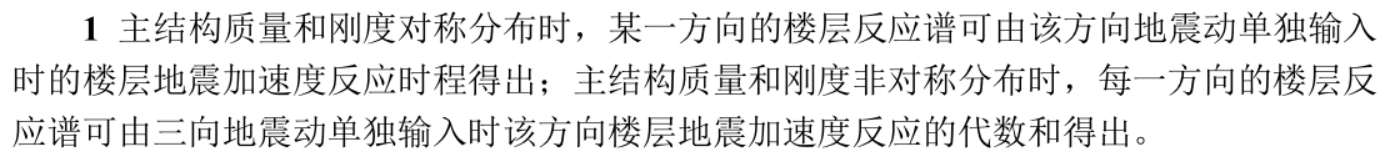 1 主结构质量和刚度对称分布时，某一方向的楼层反应谱可由该方向地震动单独输入
时的楼层地震加速度反应时程得出；主结构质量和刚度非对称分布时，每一方向的楼层反
应谱可由三向地震动单独输入时该方向楼层地震加速度反应的代数和得出。